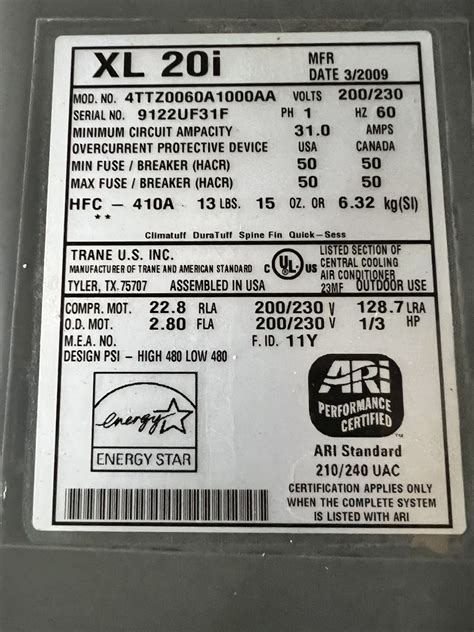 XL 20i
MFR
DATE 3/2009
MOD. NO. 4TTZ0060A1000AA VOLTS 200/230
SERIAL NO. 9122UF31F PH 1 HZ 60
MINIMUM CIRCUIT AMPACITY 31.0 AMPS
OVERCURRENT PROTECTIVE DEVICE USA CANADA
MIN FUSE / BREAKER (HACR) 50 50
MAX FUSE / BREAKER (HACR) 50 50
HFC - 410A 13 LBS. 15 OZ. OR 6.32 kg(SI)
**
Climatuff DuraTuff Spine Fin Quick-Sess
TRANE U.S. INC.
MANUFACTURER OF TRANE AND AMERICAN STANDARD
TYLER, TX. 75707 ASSEMBLED IN USA
C UL US
LISTED SECTION OF
CENTRAL COOLING
AIR CONDITIONER
23MF OUTDOOR USE
COMPR. MOT. 22.8 RLA 200/230 V 128.7 LRA
O.D. MOT. 2.80 FLA 200/230 V 1/3 HP
M.E.A. NO. F. ID. 11Y
DESIGN PSI - HIGH 480 LOW 480
energy
ENERGY STAR
ARi
PERFORMANCE
CERTIFIED
TM
ARI Standard
210/240 UAC
CERTIFICATION APPLIES ONLY
WHEN THE COMPLETE SYSTEM
IS LISTED WITH ARI